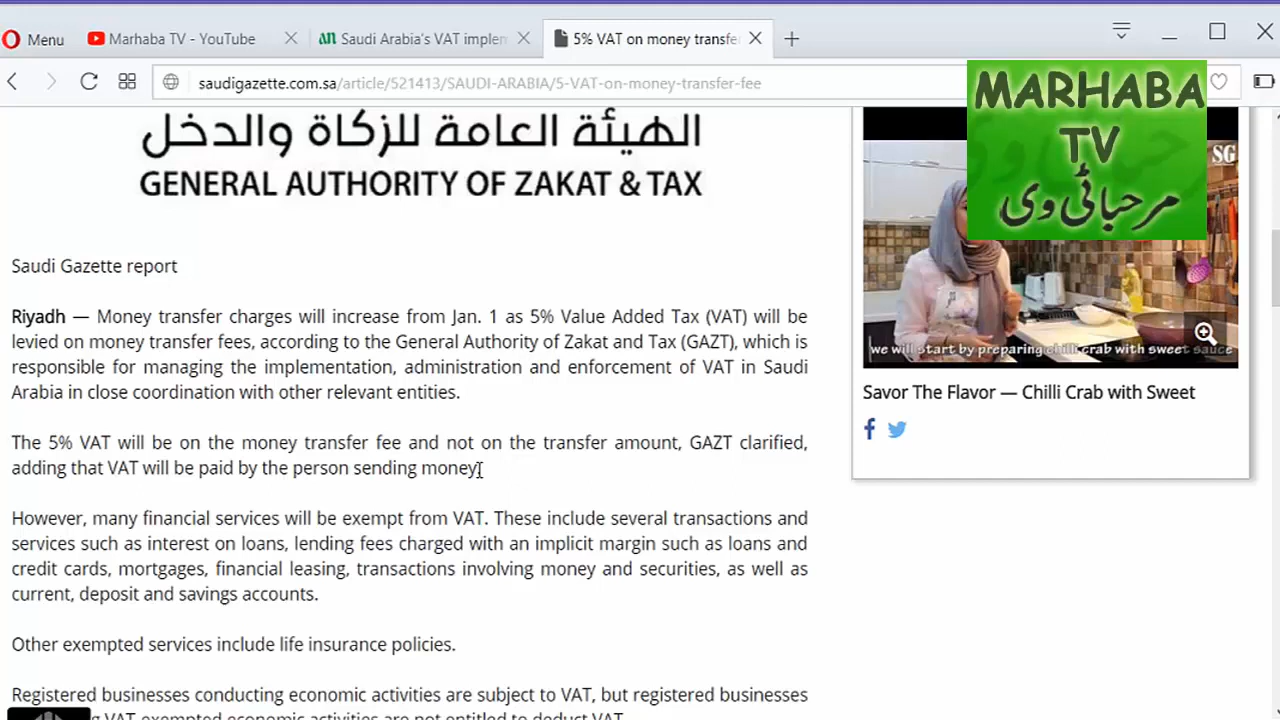 Menu
Marhaba TV - YouTube
Saudi Arabia's VAT implen
5% VAT on money transfe
saudigazette.com.sa/article/521413/SAUDI-ARABIA/5-VAT-on-money-transfer-fee
MARHABA
TV
مرحبا ٹی وی
الهيئة العامة للزكاة والدخل
GENERAL AUTHORITY OF ZAKAT & TAX
SG
we will start by preparing chilli crab with sweet sauce
Savor The Flavor — Chilli Crab with Sweet
Saudi Gazette report
Riyadh — Money transfer charges will increase from Jan. 1 as 5% Value Added Tax (VAT) will be
levied on money transfer fees, according to the General Authority of Zakat and Tax (GAZT), which is
responsible for managing the implementation, administration and enforcement of VAT in Saudi
Arabia in close coordination with other relevant entities.
The 5% VAT will be on the money transfer fee and not on the transfer amount, GAZT clarified,
adding that VAT will be paid by the person sending money.
However, many financial services will be exempt from VAT. These include several transactions and
services such as interest on loans, lending fees charged with an implicit margin such as loans and
credit cards, mortgages, financial leasing, transactions involving money and securities, as well as
current, deposit and savings accounts.
Other exempted services include life insurance policies.
Registered businesses conducting economic activities are subject to VAT, but registered businesses
VAT exempted economic activities are not entitled to deduct VAT.